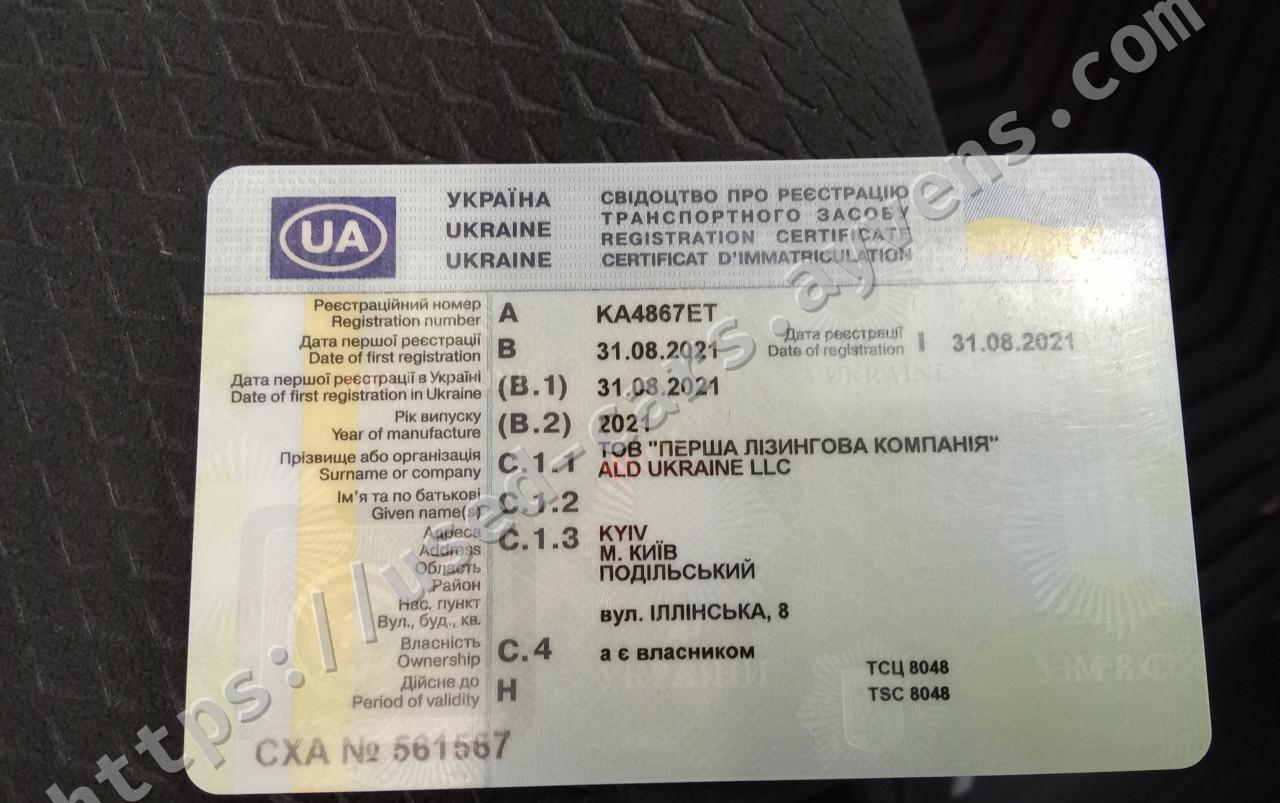 UA
УКРАЇНА
UKRAINE
UKRAINE
СВІДОЦТВО ПРО РЕЄСТРАЦІЮ
ТРАНСПОРТНОГО ЗАСОБУ
REGISTRATION CERTIFICATE
CERTIFICAT D'IMMATRICULATION
Реєстраційний номер
Registration number A KA4867ET
Дата першої реєстрації
Date of first registration B 31.08.2021
Дата реєстрації
Date of registration I 31.08.2021
Дата першої реєстрації в Україні
Date of first registration in Ukraine (B.1) 31.08.2021
Рік випуску
Year of manufacture (B.2) 2021
Прізвище або організація
Surname or company C.1.1 ТОВ "ПЕРША ЛІЗИНГОВА КОМПАНІЯ"
ALD UKRAINE LLC
Ім'я та по батькові
Given name(s) C.1.2
Адреса
Address C.1.3 KYIV
М. КИЇВ
Область ПОДІЛЬСЬКИЙ
Район
Нас. пункт
Вул., буд., кв. вул. ІЛЛІНСЬКА, 8
Власність
Ownership C.4 а є власником
Дійсне до
Period of validity H
ТСЦ 8048
TSC 8048
СХА № 561567
https://used-cars.ayvens.com